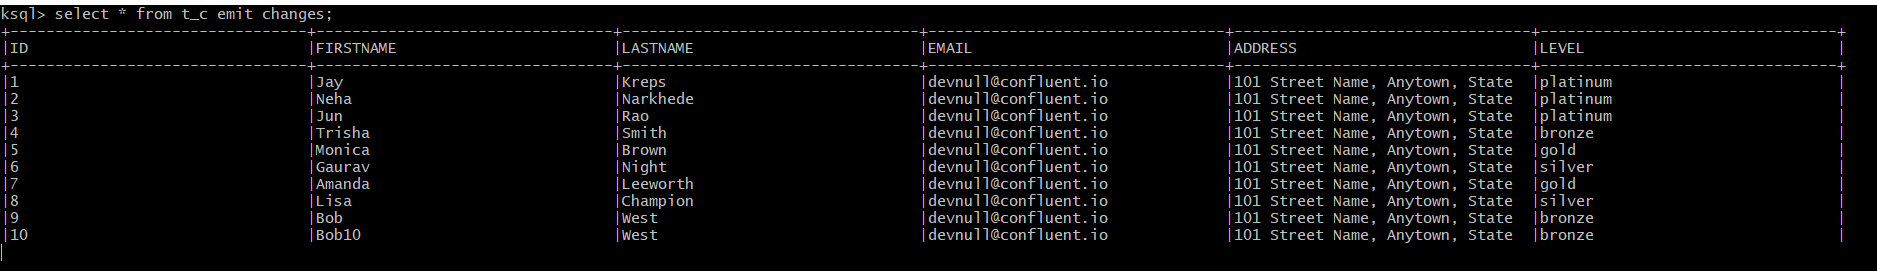 ksql> select * from t_c emit changes;
+---------------------------------+---------------------------------+---------------------------------+---------------------------------+---------------------------------+---------------------------------+
|ID |FIRSTNAME |LASTNAME |EMAIL |ADDRESS |LEVEL |
+---------------------------------+---------------------------------+---------------------------------+---------------------------------+---------------------------------+---------------------------------+
|1 |Jay |Kreps |devnull@confluent.io |101 Street Name, Anytown, State |platinum |
|2 |Neha |Narkhede |devnull@confluent.io |101 Street Name, Anytown, State |platinum |
|3 |Jun |Rao |devnull@confluent.io |101 Street Name, Anytown, State |platinum |
|4 |Trisha |Smith |devnull@confluent.io |101 Street Name, Anytown, State |bronze |
|5 |Monica |Brown |devnull@confluent.io |101 Street Name, Anytown, State |gold |
|6 |Gaurav |Night |devnull@confluent.io |101 Street Name, Anytown, State |silver |
|7 |Amanda |Leeworth |devnull@confluent.io |101 Street Name, Anytown, State |gold |
|8 |Lisa |Champion |devnull@confluent.io |101 Street Name, Anytown, State |silver |
|9 |Bob |West |devnull@confluent.io |101 Street Name, Anytown, State |bronze |
|10 |Bob10 |West |devnull@confluent.io |101 Street Name, Anytown, State |bronze |